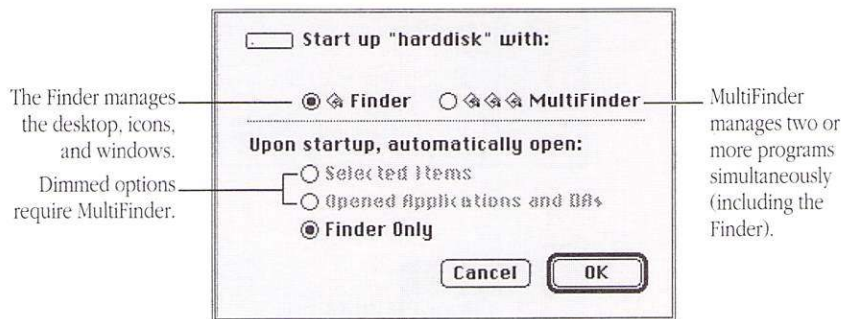 Start up "harddisk" with:
The Finder manages
the desktop, icons,
and windows.
Finder
MultiFinder
MultiFinder
manages two or
more programs
simultaneously
(including the
Finder).
Upon startup, automatically open:
Dimmed options
require MultiFinder.
Selected Items
Opened Applications and DAs
Finder Only
Cancel
OK